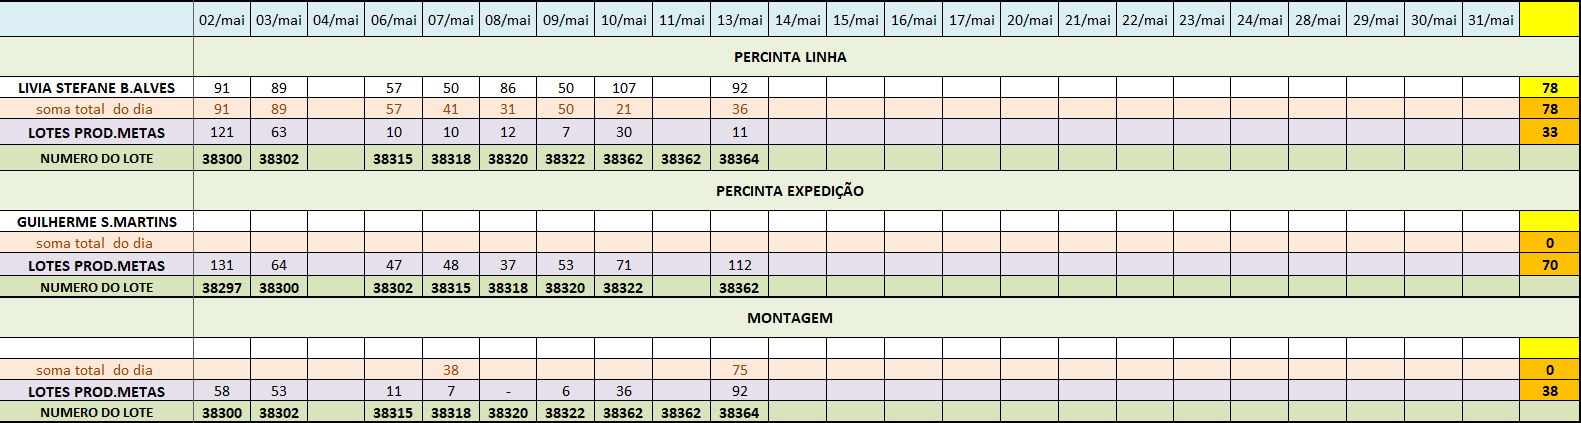 02/mai 03/mai 04/mai 06/mai 07/mai 08/mai 09/mai 10/mai 11/mai 13/mai 14/mai 15/mai 16/mai 17/mai 20/mai 21/mai 22/mai 23/mai 24/mai 28/mai 29/mai 30/mai 31/mai
PERCINTA LINHA
LIVIA STEFANE B.ALVES 91 89 57 50 86 50 107 92 78
soma total do dia 91 89 57 41 31 50 21 36 78
LOTES PROD.METAS 121 63 10 10 12 7 30 11 33
NUMERO DO LOTE 38300 38302 38315 38318 38320 38322 38362 38362 38364
PERCINTA EXPEDIÇÃO
GUILHERME S.MARTINS
soma total do dia 0
LOTES PROD.METAS 131 64 47 48 37 53 71 112 70
NUMERO DO LOTE 38297 38300 38302 38315 38318 38320 38322 38362
MONTAGEM
soma total do dia 38 75 0
LOTES PROD.METAS 58 53 11 7 - 6 36 92 38
NUMERO DO LOTE 38300 38302 38315 38318 38320 38322 38362 38362 38364